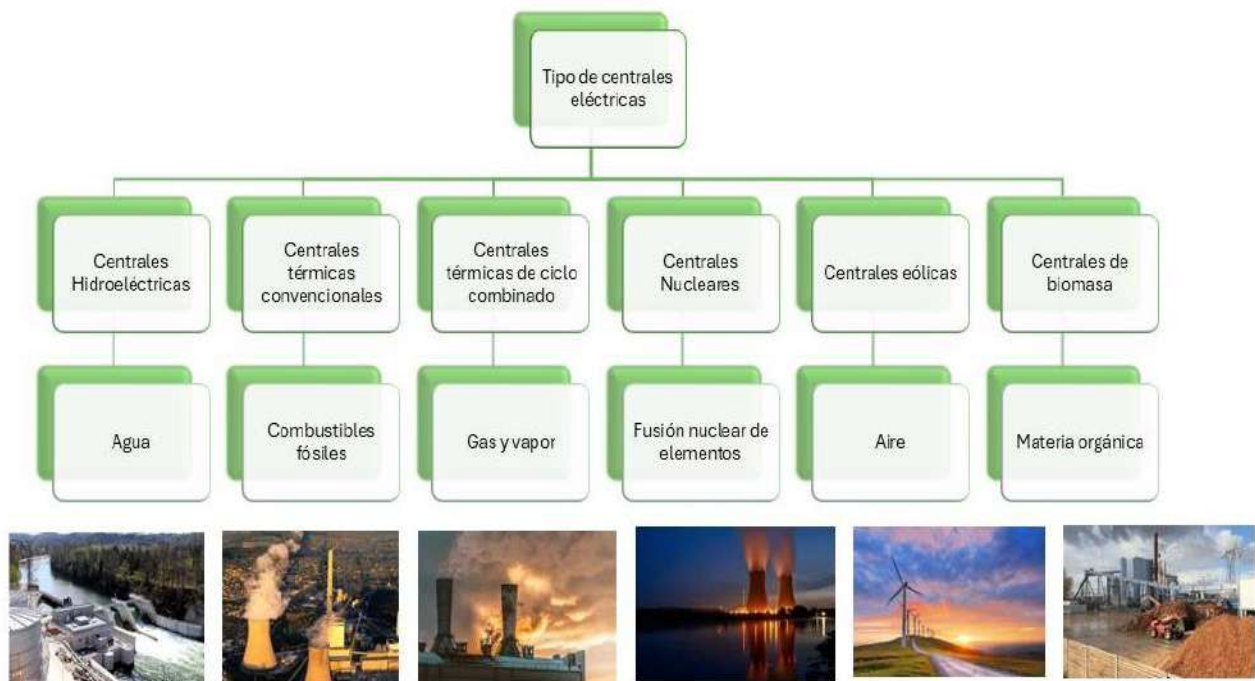 Tipo de centrales
eléctricas
Centrales
Hidroeléctricas
Centrales
térmicas
convencionales
Centrales
térmicas de ciclo
combinado
Centrales
Nucleares
Centrales eólicas
Centrales de
biomasa
Agua
Combustibles
fósiles
Gas y vapor
Fusión nuclear de
elementos
Aire
Materia orgánica